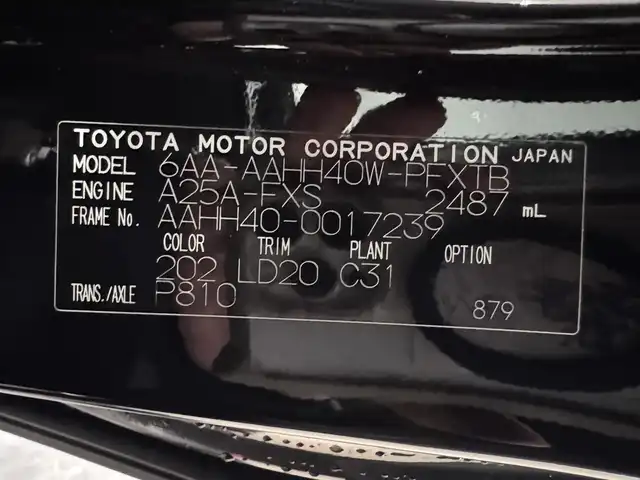 TOYOTA MOTOR CORPORATION JAPAN
MODEL 6AA-AAHH40W-PFXTB
ENGINE A25A-FXS 2487 mL
FRAME No. AAHH40-0017239
COLOR TRIM PLANT OPTION
202 LD20 C31
TRANS./AXLE P810
879